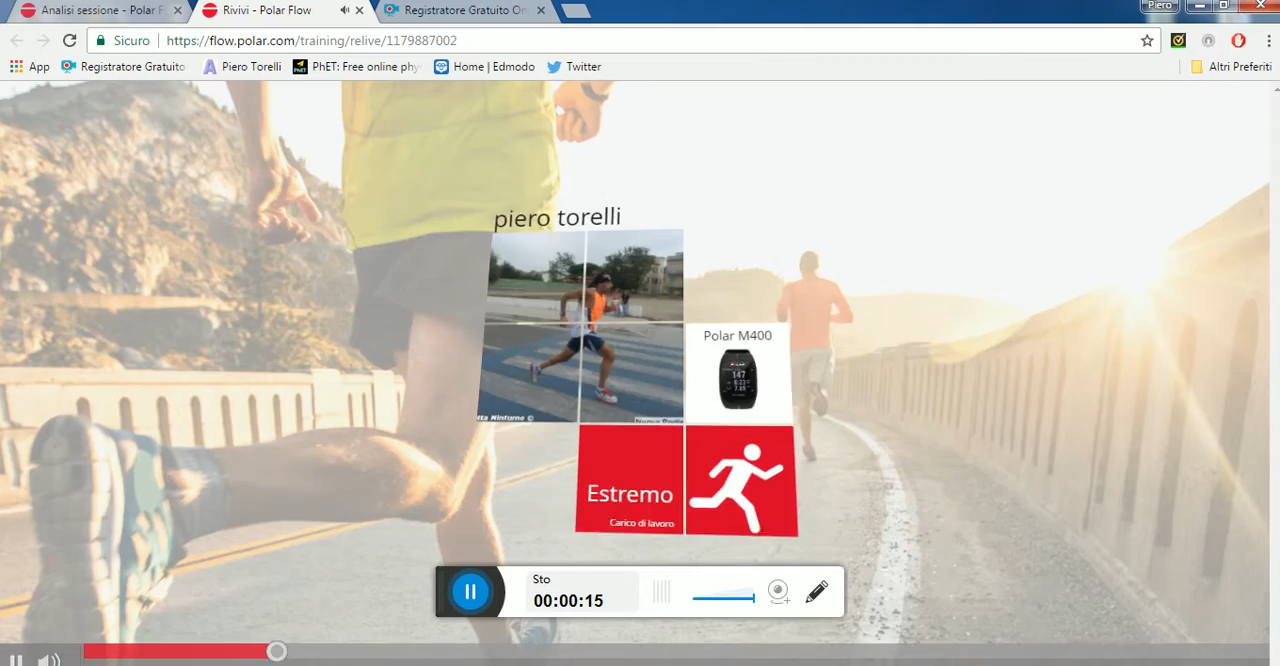 Analisi sessione - Polar F
Rivivi - Polar Flow
Registratore Gratuito On
Piero
Sicuro
https://flow.polar.com/training/relive/1179887002
App
Registratore Gratuito
Piero Torelli
PhET: Free online phy
Home | Edmodo
Twitter
Altri Preferiti
piero torelli
Polar M400
POLAR
147
Estremo
Carico di lavoro
Sto
00:00:15